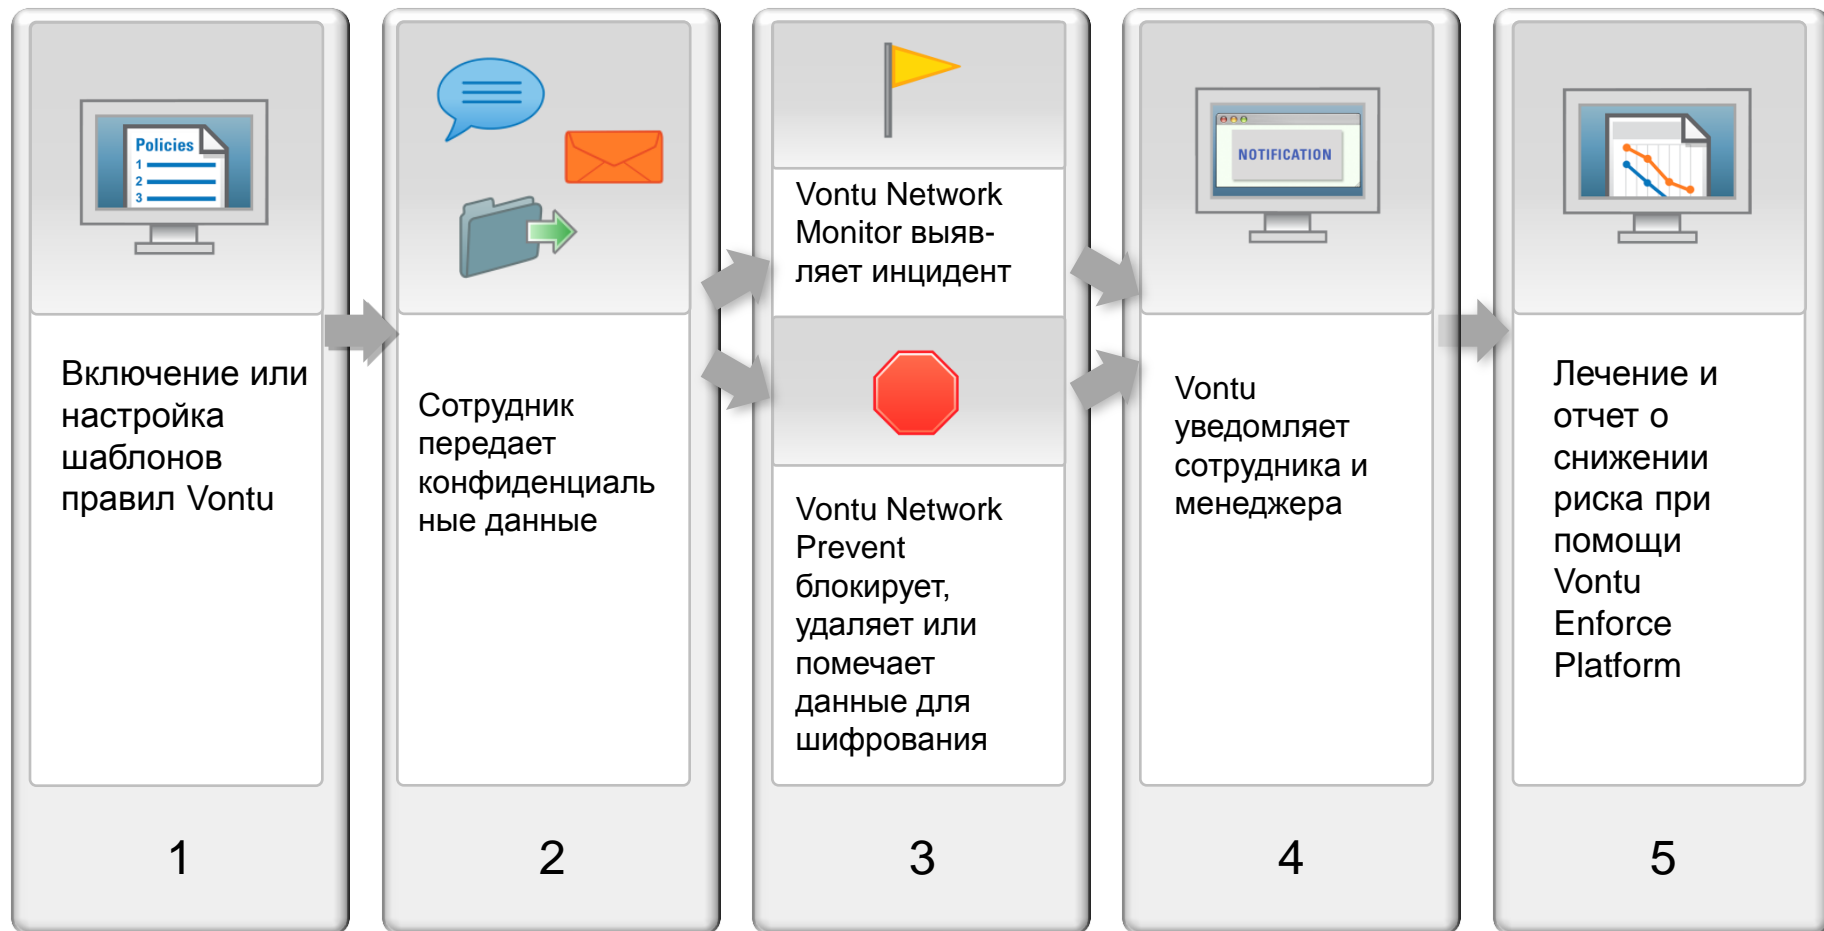 Policies
1
2
3
Включение или
настройка
шаблонов
правил Vontu
1
Сотрудник
передает
конфиденциаль
ные данные
2
Vontu Network
Monitor выяв-
ляет инцидент
Vontu Network
Prevent
блокирует,
удаляет или
помечает
данные для
шифрования
3
NOTIFICATION
Vontu
уведомляет
сотрудника и
менеджера
4
Лечение и
отчет о
снижении
риска при
помощи
Vontu
Enforce
Platform
5